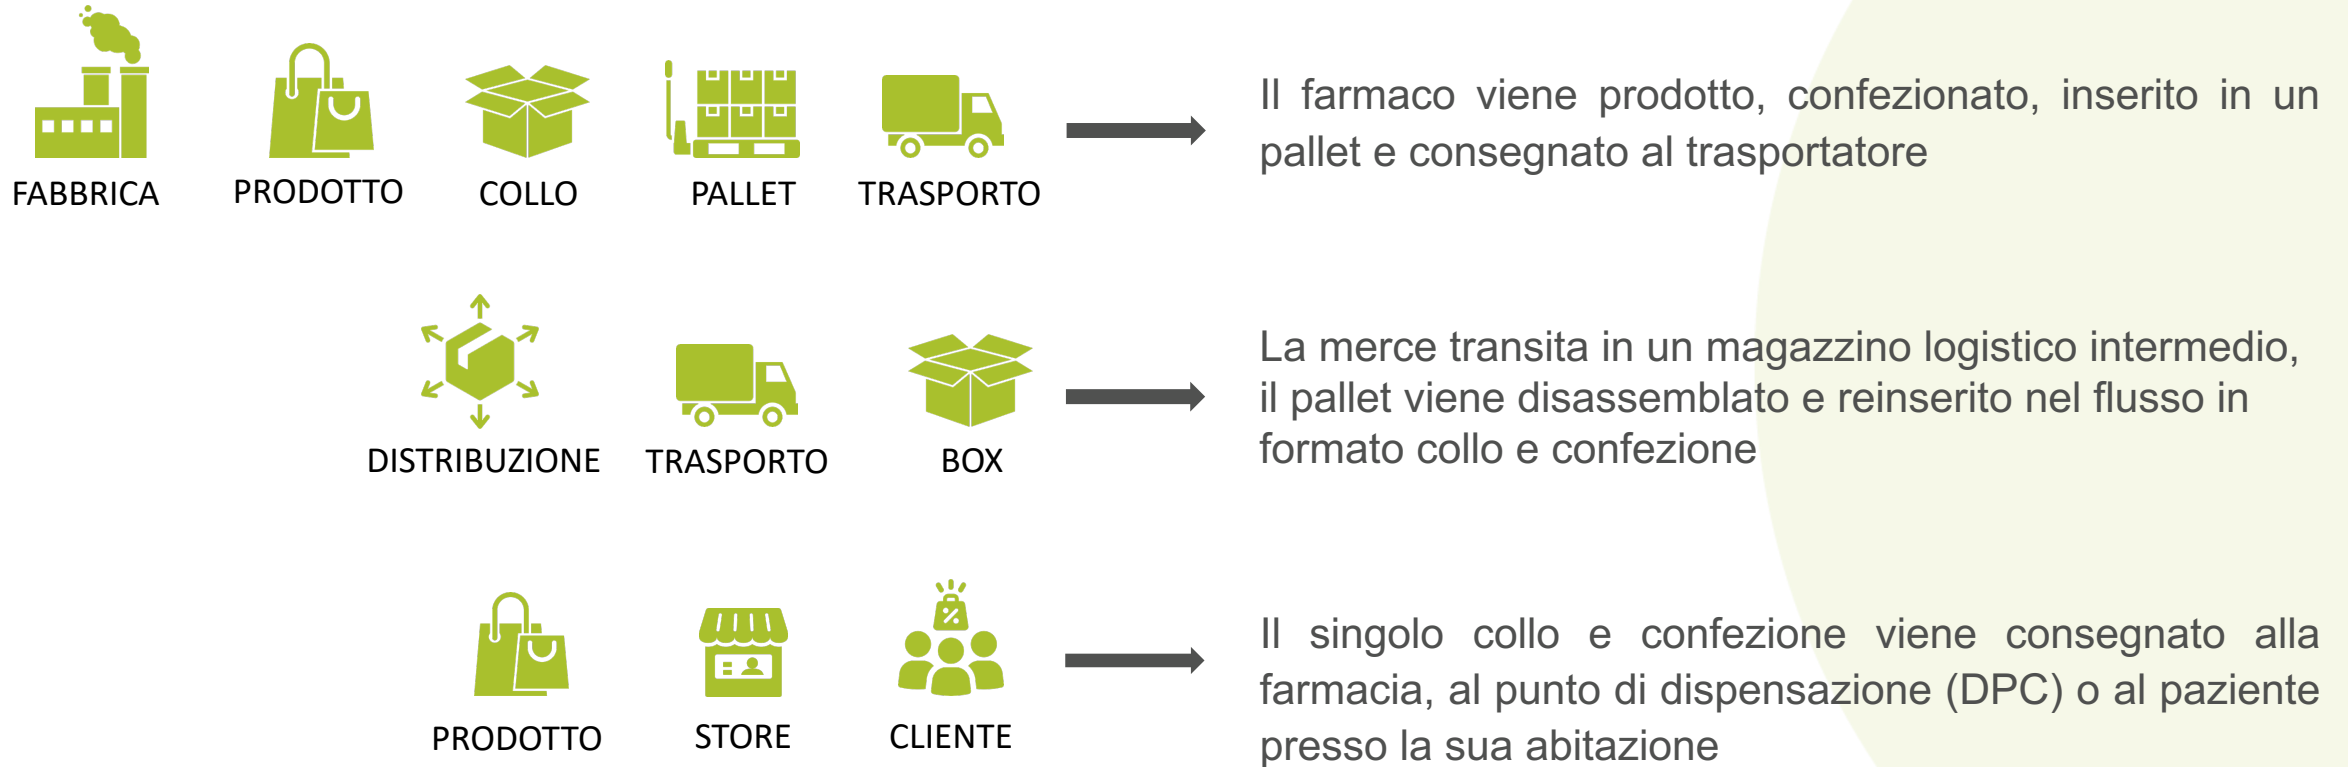 FABBRICA
PRODOTTO
COLLO
PALLET
TRASPORTO
Il farmaco viene prodotto, confezionato, inserito in un
pallet e consegnato al trasportatore
DISTRIBUZIONE
TRASPORTO
BOX
La merce transita in un magazzino logistico intermedio,
il pallet viene disassemblato e reinserito nel flusso in
formato collo e confezione
PRODOTTO
STORE
CLIENTE
Il singolo collo e confezione viene consegnato alla
farmacia, al punto di dispensazione (DPC) o al paziente
presso la sua abitazione